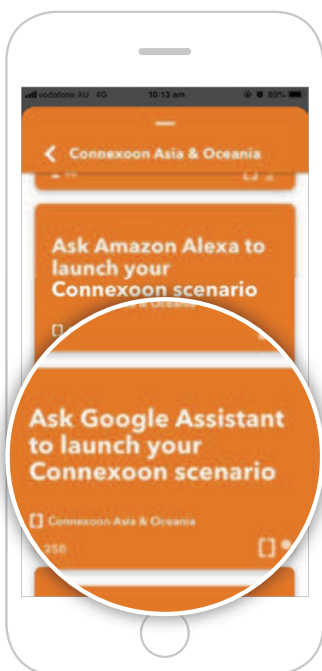 vodafone AU 4G 10:13 am 89%
Connexoon Asia & Oceania
Ask Amazon Alexa to
launch your
Connexoon scenario
Ask Google Assistant
to launch your
Connexoon scenario
Connexoon Asia & Oceania
250